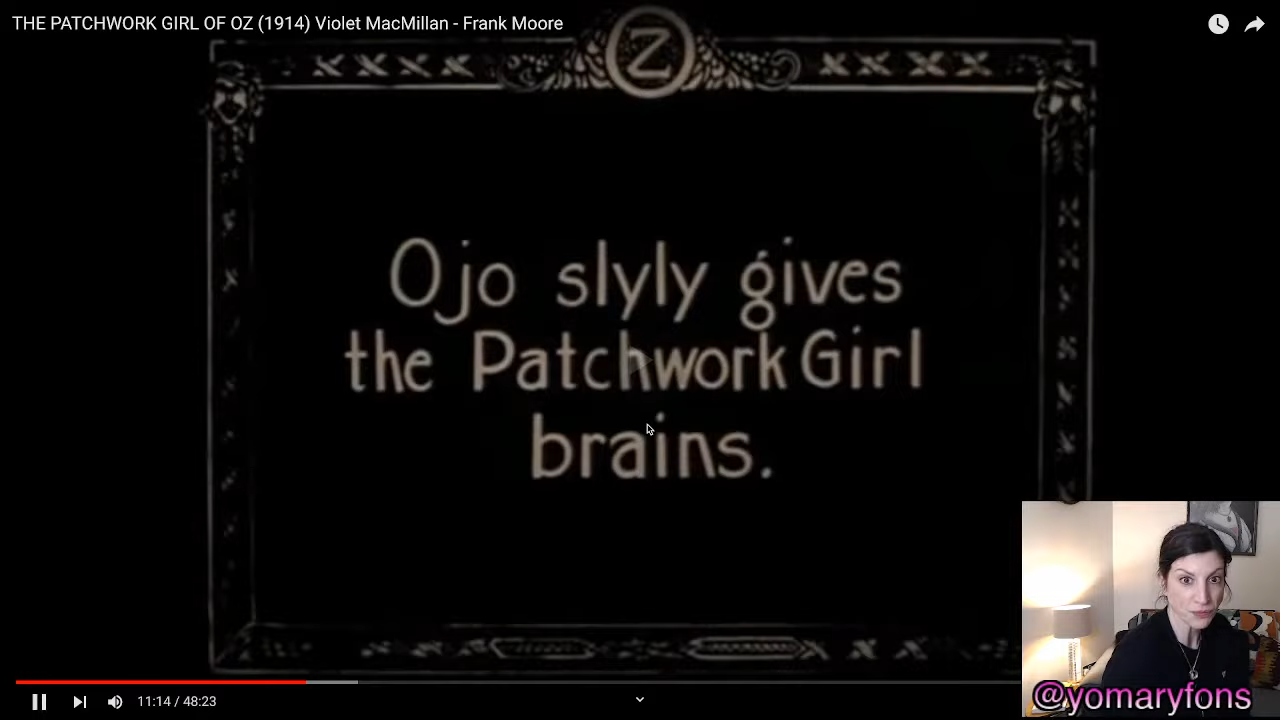 THE PATCHWORK GIRL OF OZ (1914) Violet MacMillan - Frank Moore
Z
Ojo slyly gives
the Patchwork Girl
brains.
11:14 / 48:23
@yomaryfons